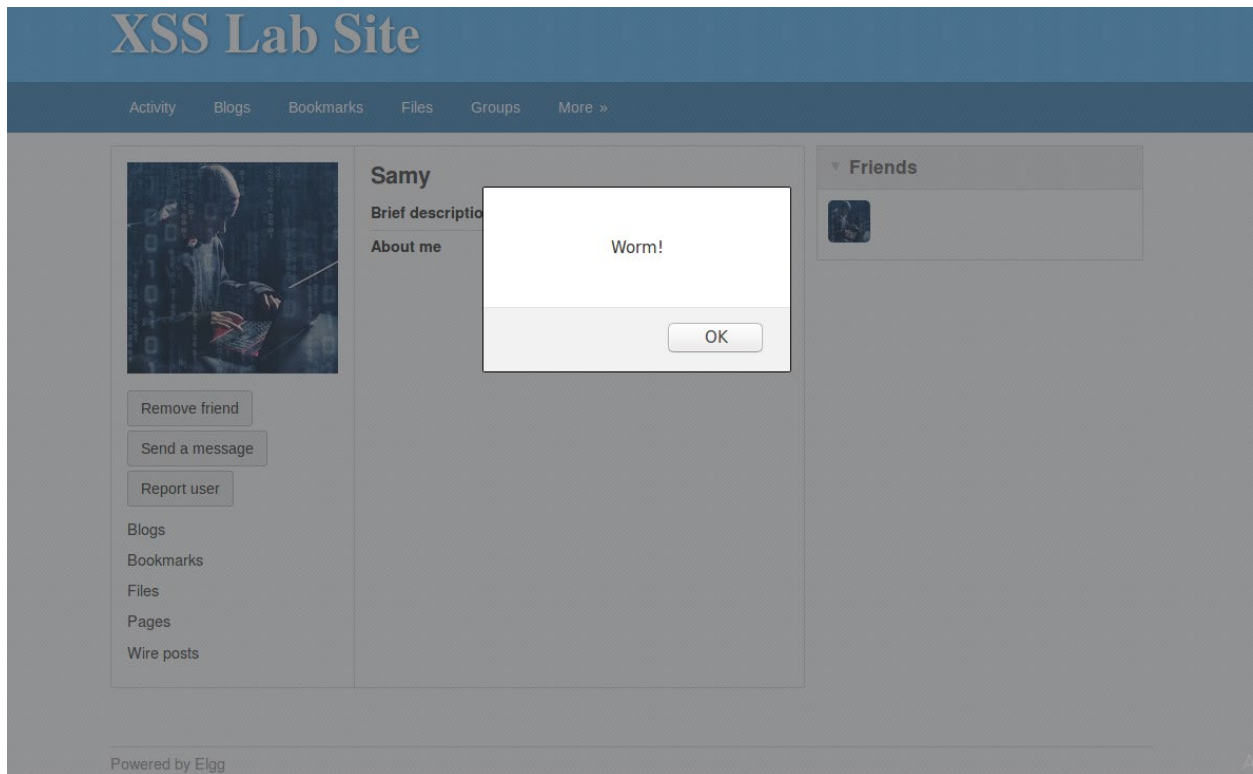 XSS Lab Site
Activity Blogs Bookmarks Files Groups More »
Samy
Brief descriptio
About me
Worm!
OK
Friends
Remove friend
Send a message
Report user
Blogs
Bookmarks
Files
Pages
Wire posts
Powered by Elgg